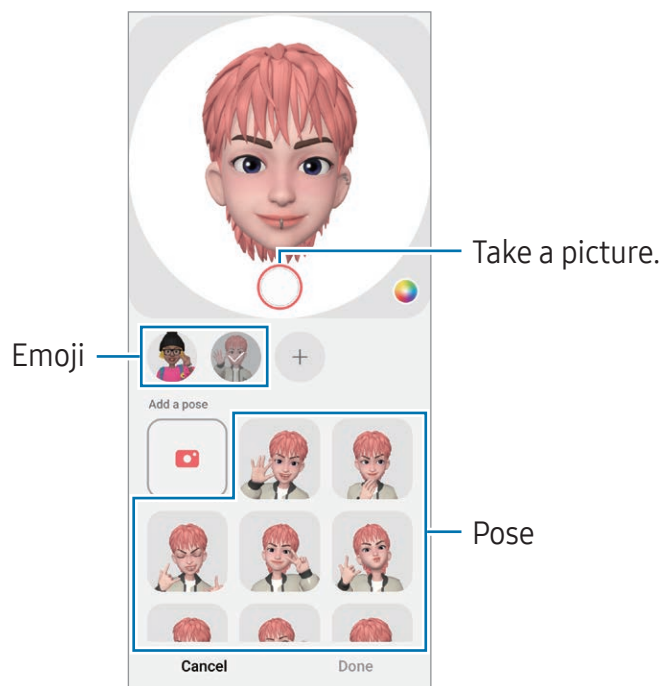 Take a picture.
Emoji
Add a pose
Pose
Cancel
Done